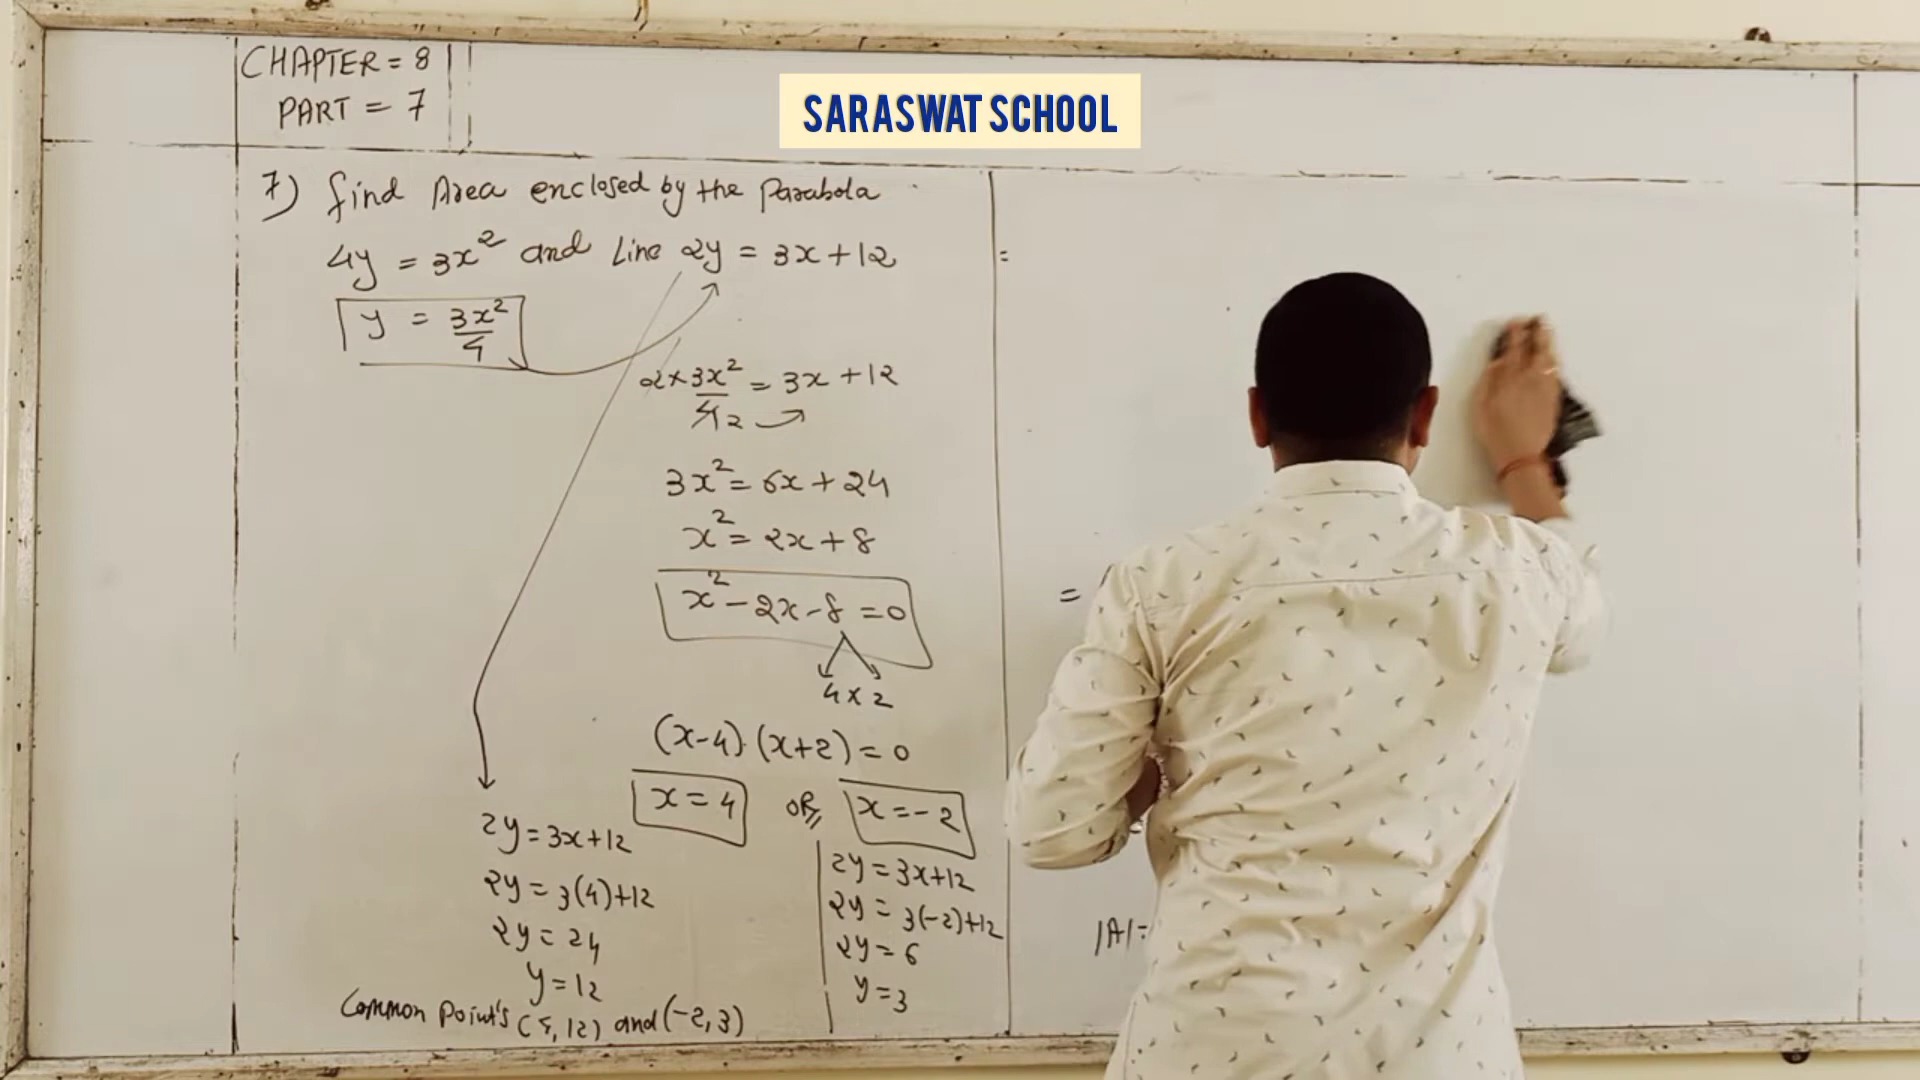 CHAPTER = 8
PART = 7
SARASWAT SCHOOL
7) find Area enclosed by the Parabola
4y = 3x² and Line 2y = 3x + 12
y = 3x²/4
2 × 3x²/4 2 = 3x + 12
3x² = 6x + 24
x² = 2x + 8
x² - 2x - 8 = 0
4 x 2
(x-4) (x+2) = 0
x = 4 OR x = -2
2y = 3x+12
2y = 3(4)+12
2y = 24
y = 12
2y = 3x+12
2y = 3(-2)+12
2y = 6
y = 3
Common Point's (4, 12) and (-2, 3)
=
=
|A| =